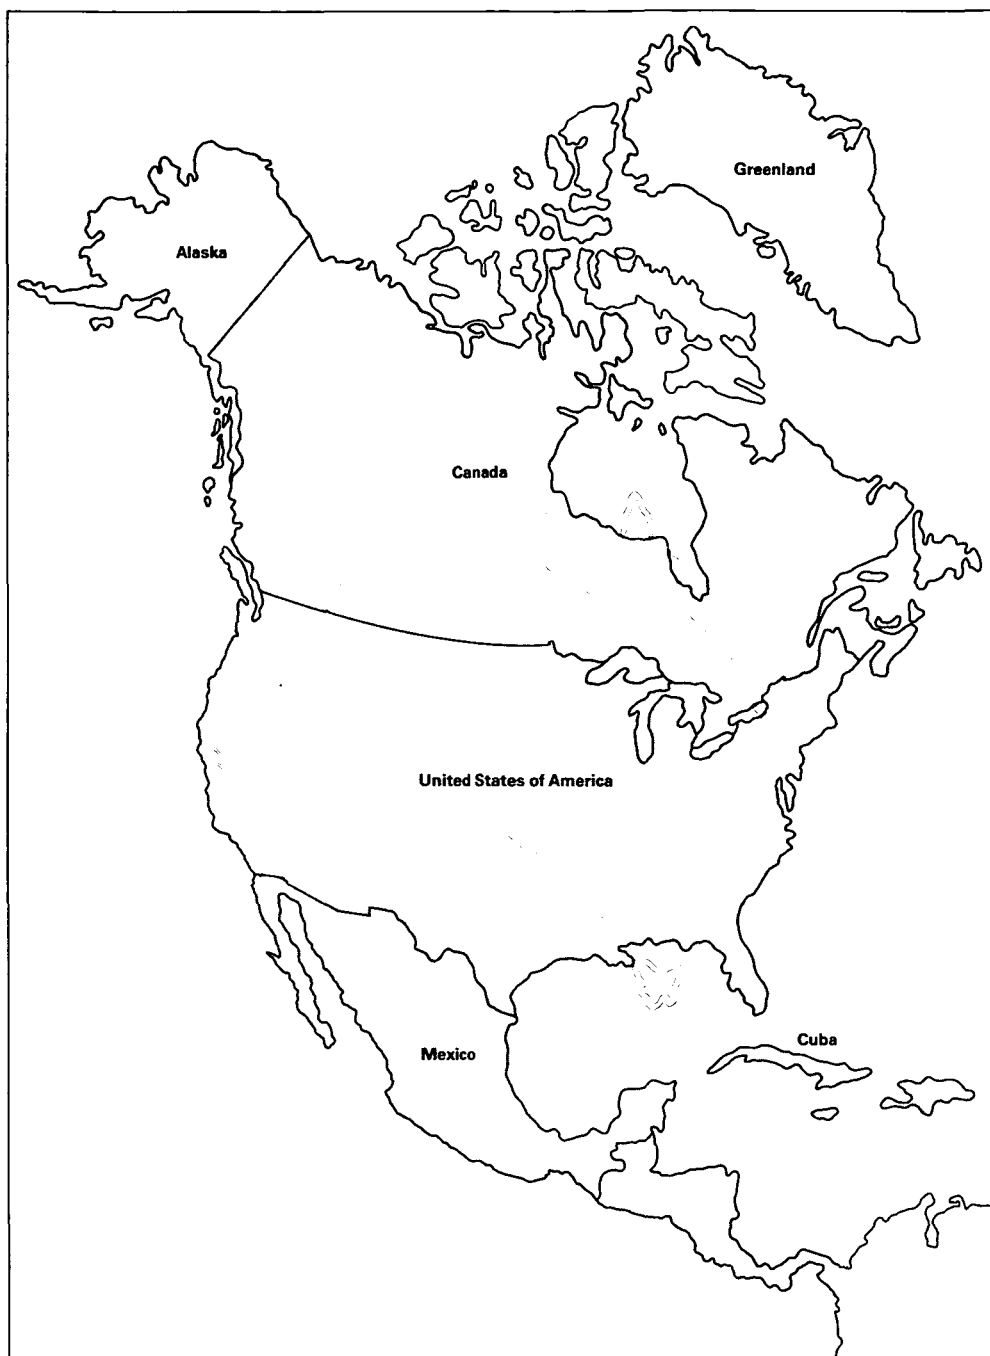 Greenland
Alaska
Canada
United States of America
Cuba
Mexico